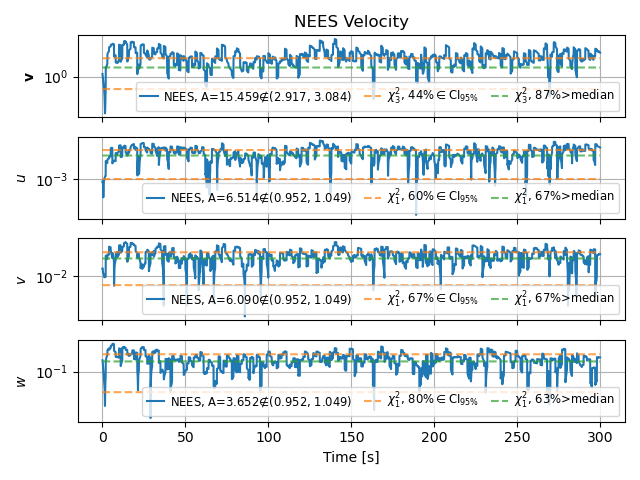 NEES Velocity
v
10⁰
NEES, A=15.459∉(2.917, 3.084) χ²₃, 44%∈CI₉₅% χ²₃, 87%>median
u
10⁻³
NEES, A=6.514∉(0.952, 1.049) χ²₁, 60%∈CI₉₅% χ²₁, 67%>median
v
10⁻²
NEES, A=6.090∉(0.952, 1.049) χ²₁, 67%∈CI₉₅% χ²₁, 67%>median
w
10⁻¹
NEES, A=3.652∉(0.952, 1.049) χ²₁, 80%∈CI₉₅% χ²₁, 63%>median
0 50 100 150 200 250 300
Time [s]